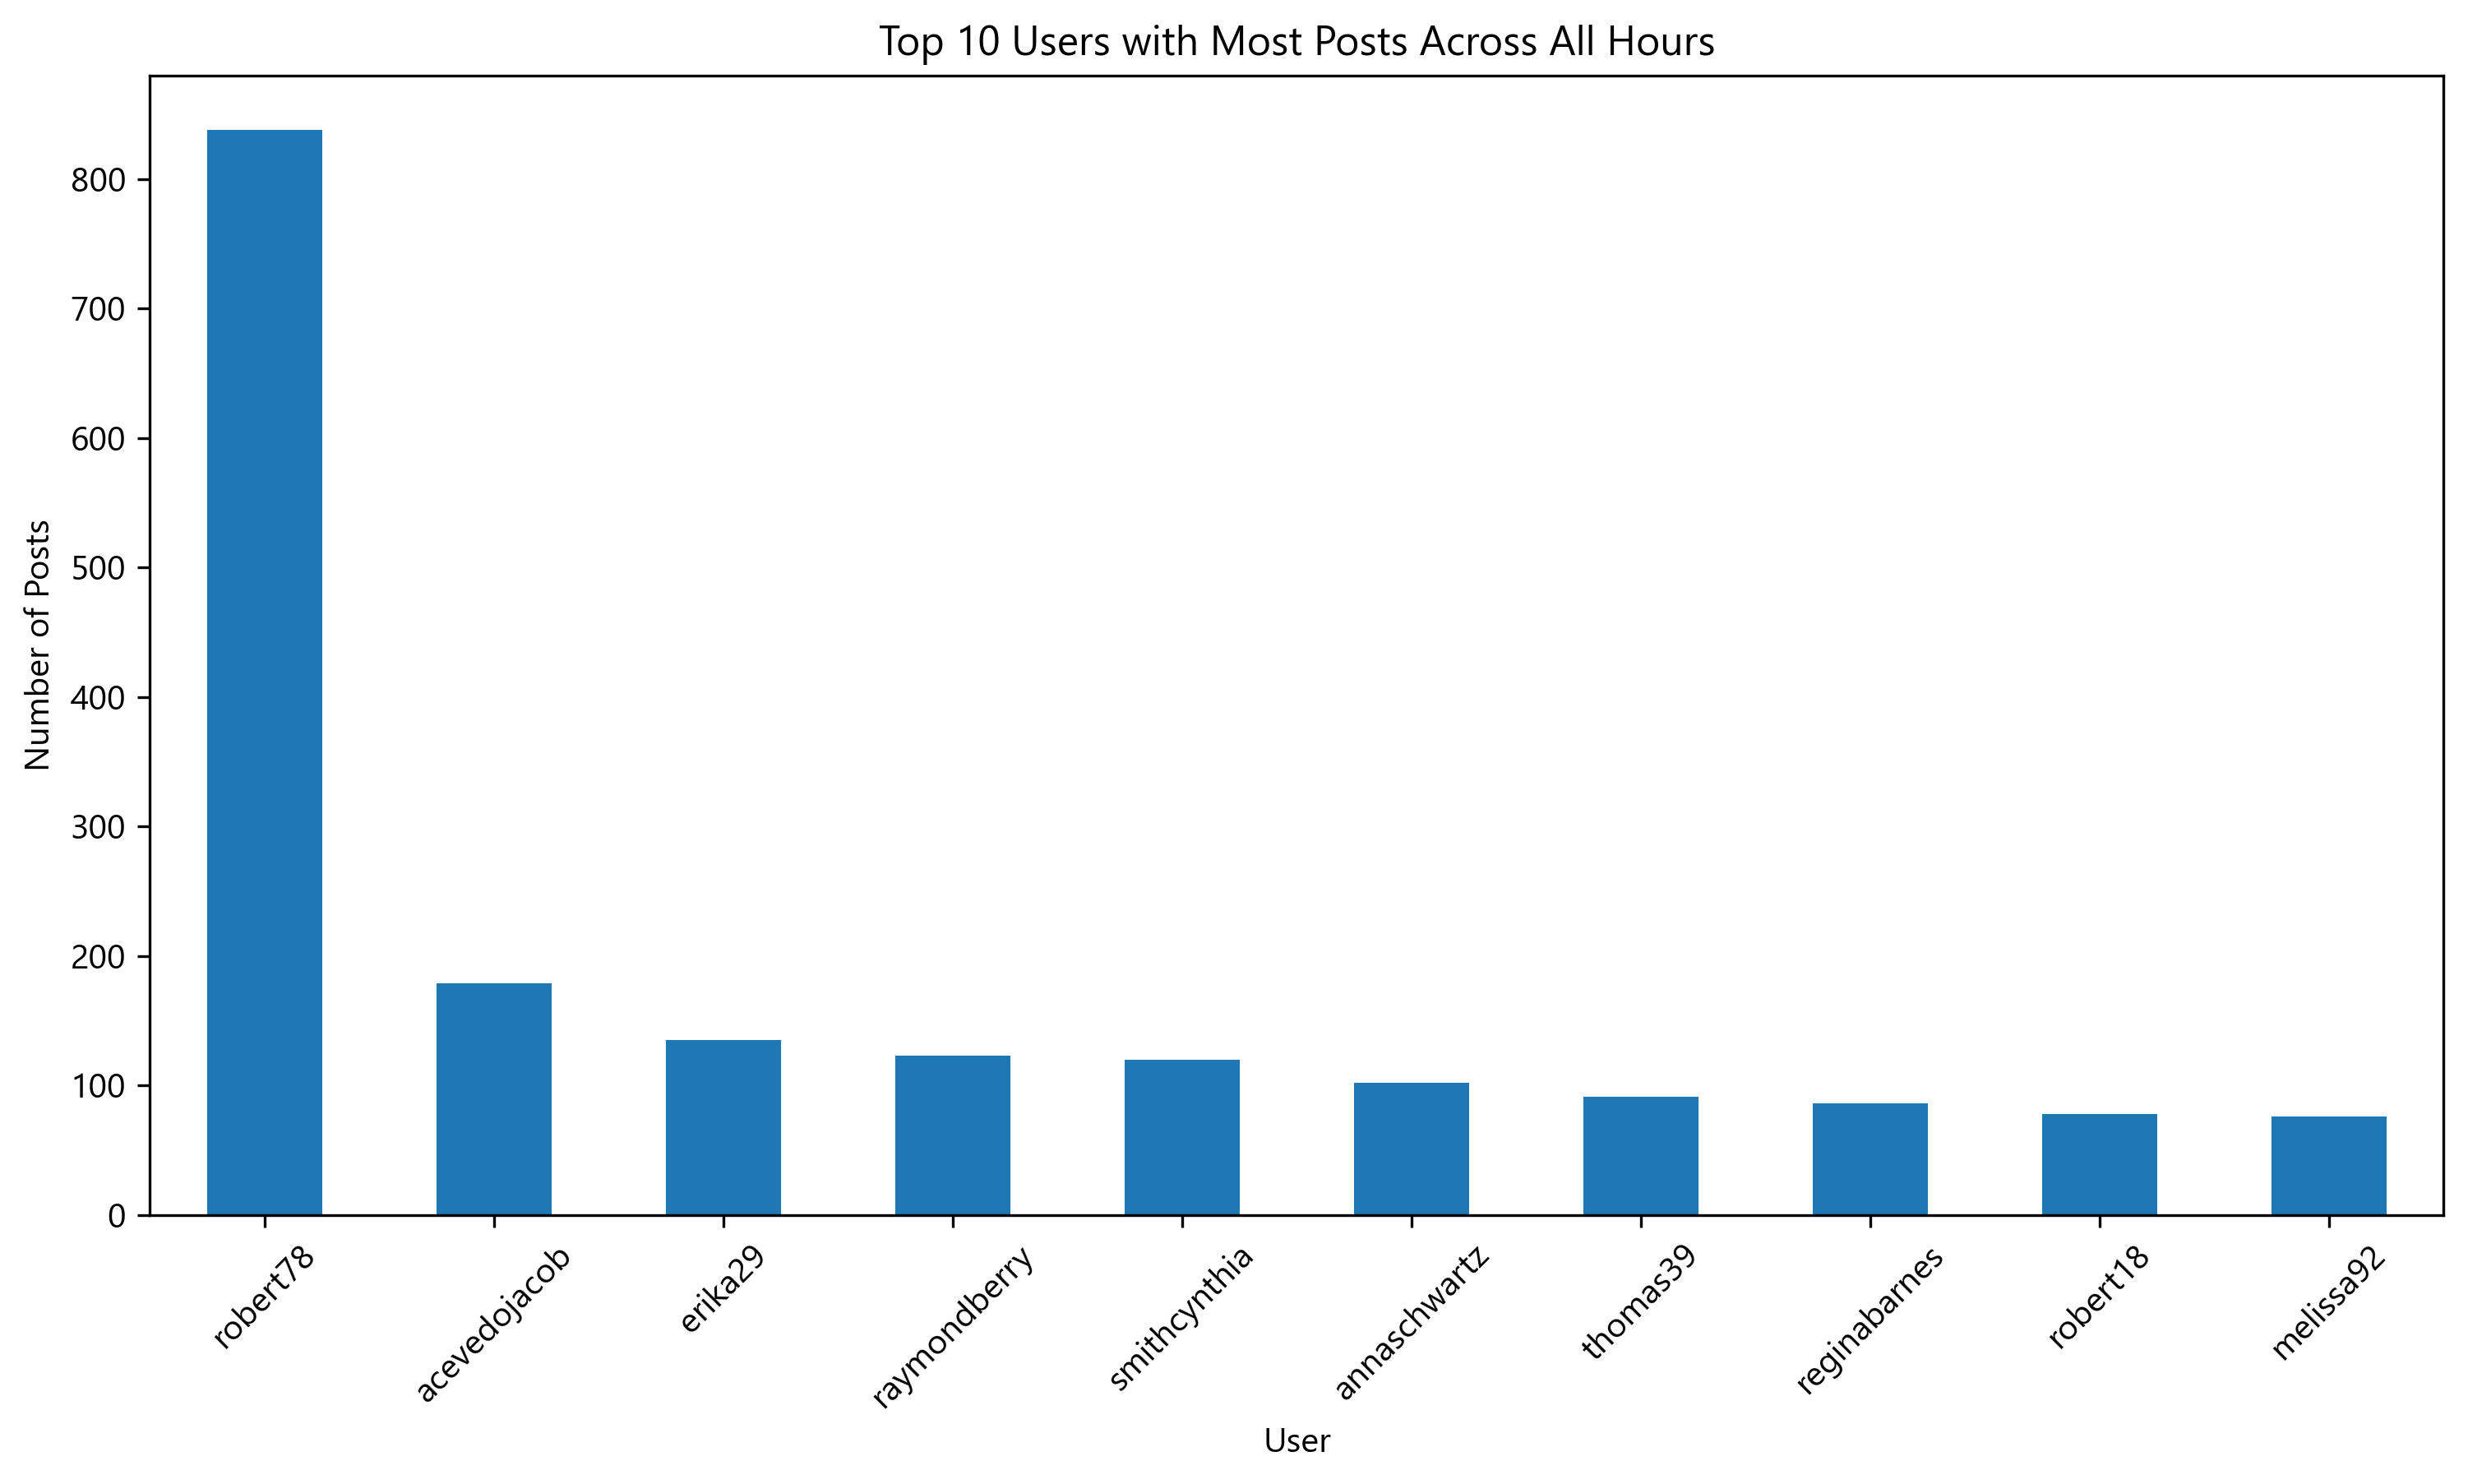 Top 10 Users with Most Posts Across All Hours
Number of Posts
800
700
600
500
400
300
200
100
0
robert78
acevedojacob
erika29
raymondberry
smithcynthia
annaschwartz
thomas39
reginabarnes
robert18
melissa92
User